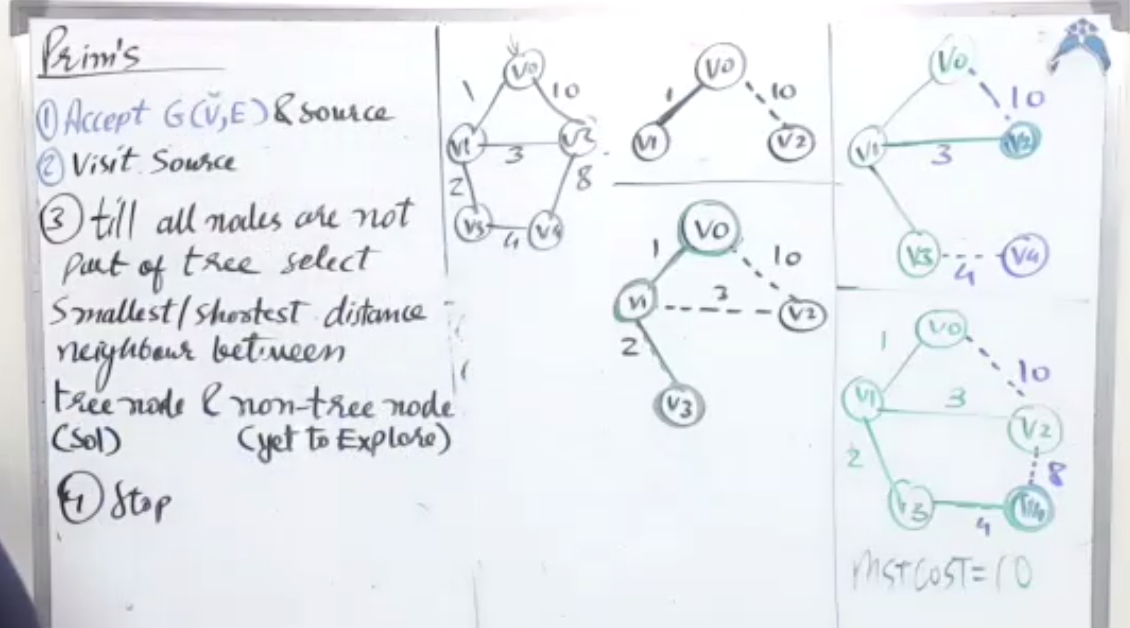 Prim's
① Accept G(V,E) & source
② Visit Source
③ till all nodes are not
part of tree select
Smallest/shortest distance
neighbour between
tree node & non-tree node
(Sol) (yet to Explore)
④ Stop
V0
1 10
V1 3 V2
2 8
V3 4 V4
V0
1 10
V1 V2
V0
1 10
V1 3 V2
2
V3
V0
10
V1 3 V2
V3 4 V4
V0
1 10
V1 3 V2
2 8
V3 4 V4
MST COST = 10